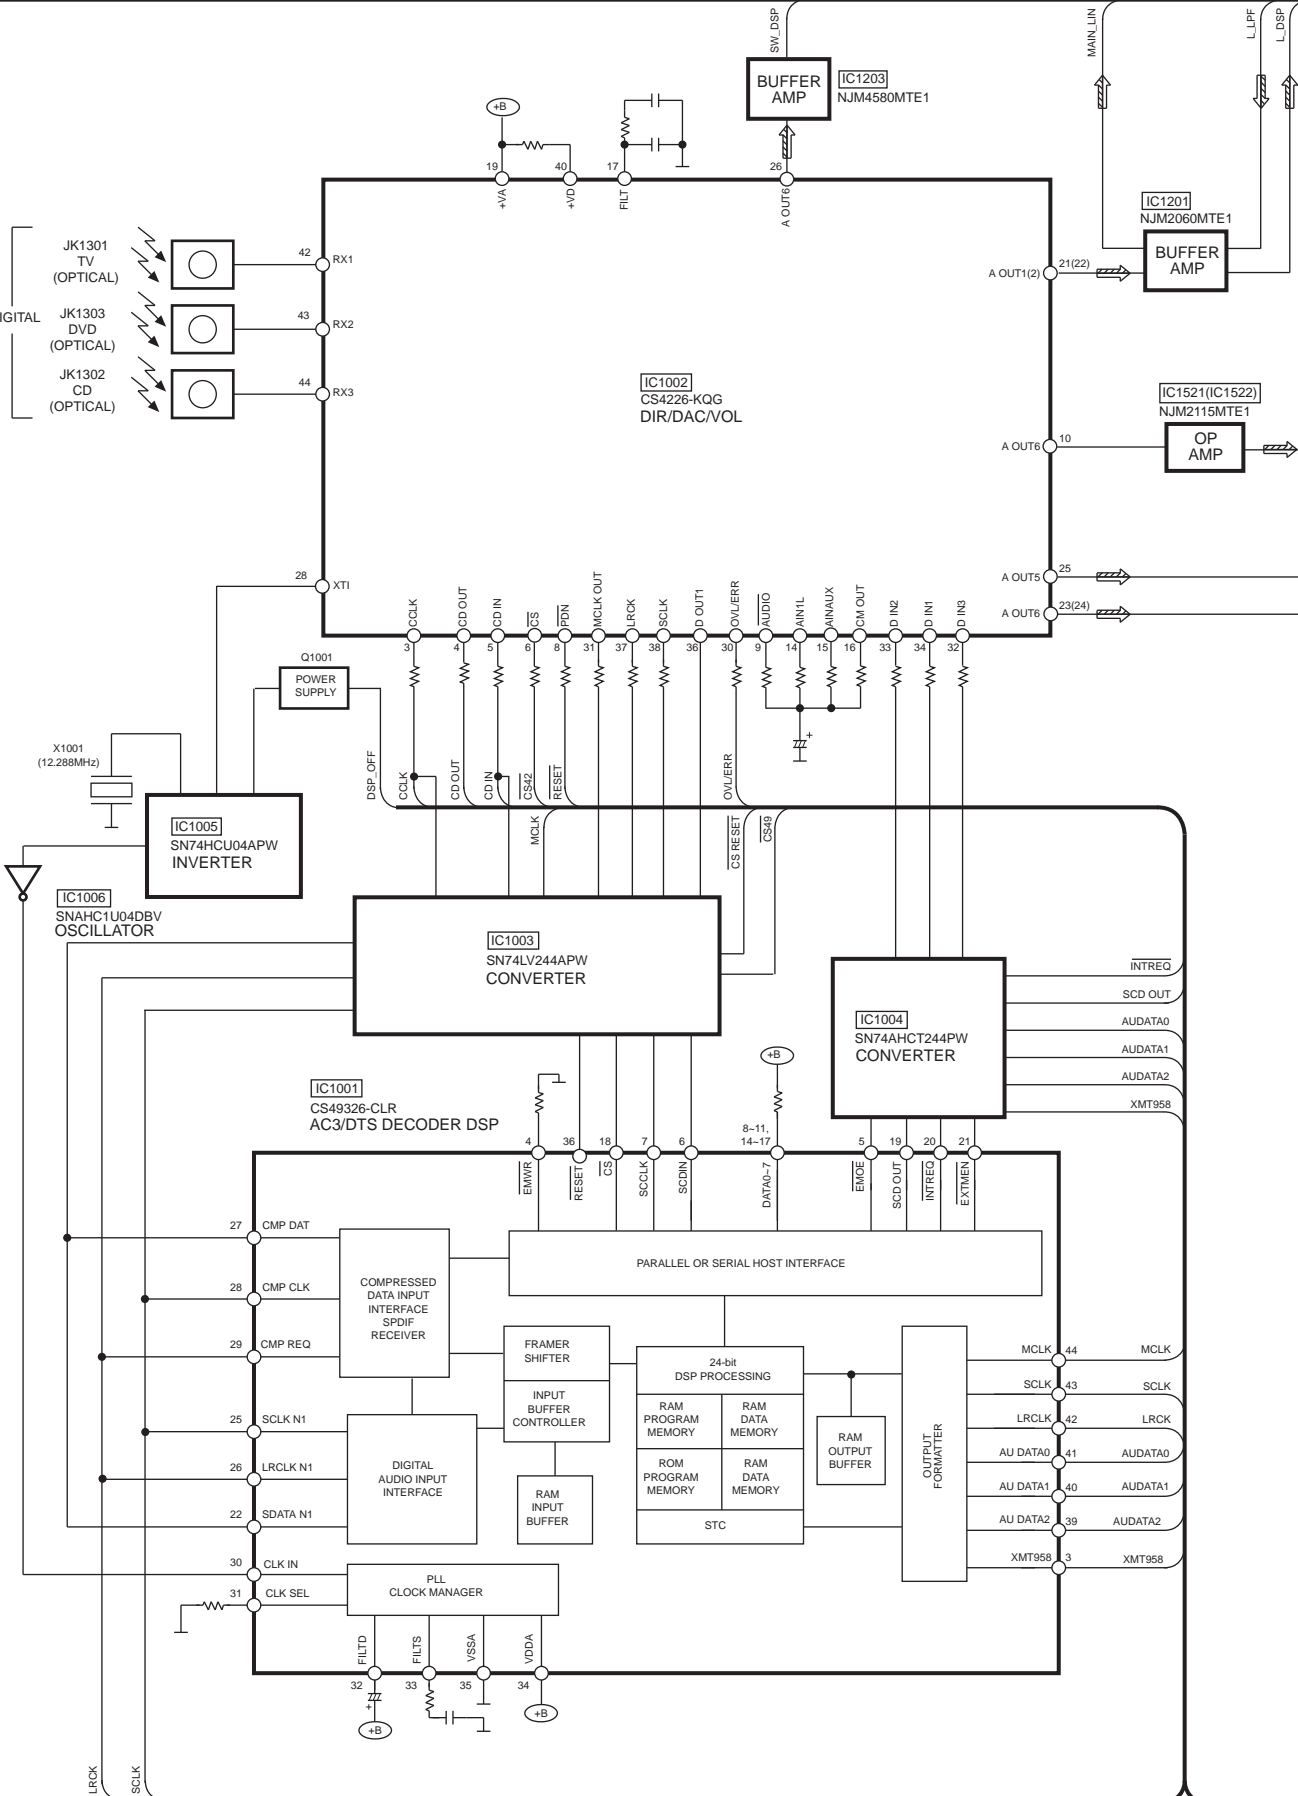 SW_DSP
MAIN_LIN
L_LPF
L_DSP
BUFFER
AMP
IC1203
NJM4580MTE1
+B
19
40
17
26
+VA
+VD
FILT
A OUT6
IC1201
NJM2060MTE1
BUFFER
AMP
JK1301
TV
(OPTICAL)
42
RX1
A OUT1(2)
21(22)
IGITAL
JK1303
DVD
(OPTICAL)
43
RX2
JK1302
CD
(OPTICAL)
44
RX3
IC1002
CS4226-KQG
DIR/DAC/VOL
IC1521(IC1522)
NJM2115MTE1
OP
AMP
A OUT6
10
28
XTI
A OUT5
25
A OUT6
23(24)
CCLK
CD OUT
CD IN
CS
PDN
MCLK OUT
LRCK
SCLK
D OUT1
OVL/ERR
AUDIO
AIN1L
AINAUX
CM OUT
D IN2
D IN1
D IN3
3
4
5
6
8
31
37
38
36
30
9
14
15
16
33
34
32
Q1001
POWER
SUPPLY
X1001
(12.288MHz)
DSP_OFF
CCLK
CD OUT
CD IN
CS42
RESET
OVL/ERR
+
MCLK
CS RESET
CS49
IC1005
SN74HCU04APW
INVERTER
IC1006
SNAHC1U04DBV
OSCILLATOR
IC1003
SN74LV244APW
CONVERTER
IC1004
SN74AHCT244PW
CONVERTER
INTREQ
SCD OUT
AUDATA0
AUDATA1
AUDATA2
XMT958
+B
IC1001
CS49326-CLR
AC3/DTS DECODER DSP
4
36
18
7
6
8~11,
14~17
5
19
20
21
EMWR
RESET
CS
SCCLK
SCDIN
DATA0~7
EMOE
SCD OUT
INTREQ
EXTMEN
27
CMP DAT
28
CMP CLK
29
CMP REQ
25
SCLK N1
26
LRCLK N1
22
SDATA N1
30
CLK IN
31
CLK SEL
COMPRESSED
DATA INPUT
INTERFACE
SPDIF
RECEIVER
PARALLEL OR SERIAL HOST INTERFACE
FRAMER
SHIFTER
INPUT
BUFFER
CONTROLLER
24-bit
DSP PROCESSING
RAM
PROGRAM
MEMORY
RAM
DATA
MEMORY
ROM
PROGRAM
MEMORY
RAM
DATA
MEMORY
STC
RAM
OUTPUT
BUFFER
OUTPUT
FORMATTER
DIGITAL
AUDIO INPUT
INTERFACE
RAM
INPUT
BUFFER
PLL
CLOCK MANAGER
MCLK
44
MCLK
SCLK
43
SCLK
LRCLK
42
LRCK
AU DATA0
41
AUDATA0
AU DATA1
40
AUDATA1
AU DATA2
39
AUDATA2
XMT958
3
XMT958
FILTD
FILTS
VSSA
VDDA
32
33
35
34
+
+B
+B
LRCK
SCLK